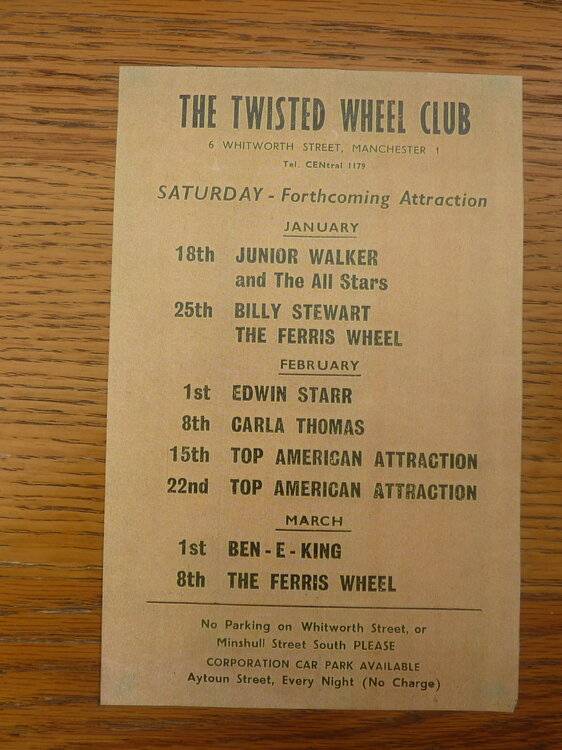 THE TWISTED WHEEL CLUB
6 WHITWORTH STREET, MANCHESTER 1
Tel. CENtral 1179
SATURDAY - Forthcoming Attraction
JANUARY
18th JUNIOR WALKER
and The All Stars
25th BILLY STEWART
THE FERRIS WHEEL
FEBRUARY
1st EDWIN STARR
8th CARLA THOMAS
15th TOP AMERICAN ATTRACTION
22nd TOP AMERICAN ATTRACTION
MARCH
1st BEN - E - KING
8th THE FERRIS WHEEL
No Parking on Whitworth Street, or
Minshull Street South PLEASE
CORPORATION CAR PARK AVAILABLE
Aytoun Street, Every Night (No Charge)